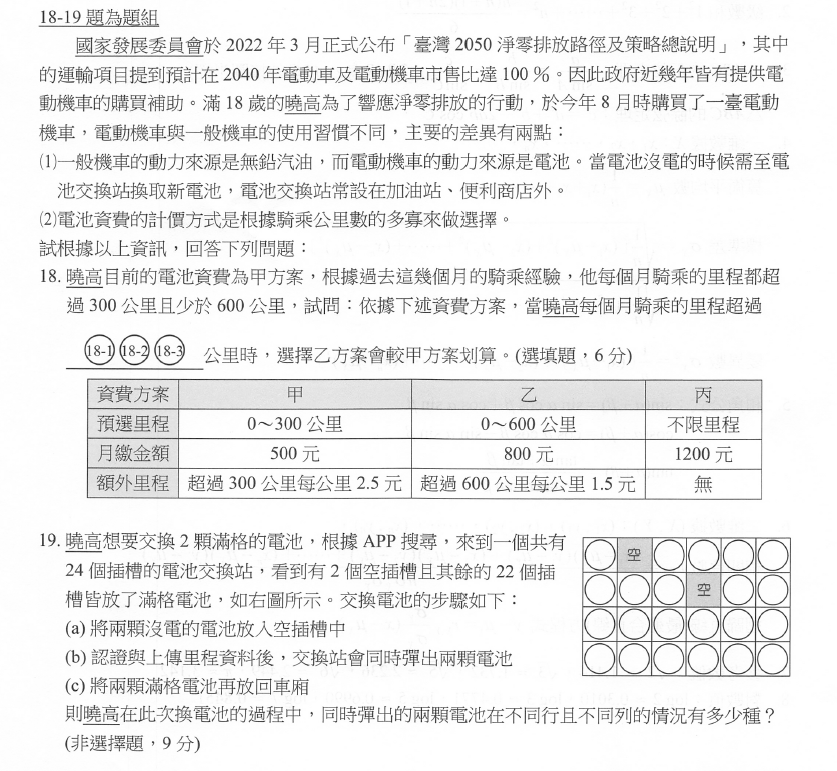 18-19 題為題組
國家發展委員會於 2022 年 3 月正式公布「臺灣 2050 淨零排放路徑及策略總說明」，其中
的運輸項目提到預計在 2040 年電動車及電動機車市售比達 100 %。因此政府近幾年皆有提供電
動機車的購買補助。滿 18 歲的曉高為了響應淨零排放的行動，於今年 8 月時購買了一臺電動
機車，電動機車與一般機車的使用習慣不同，主要的差異有兩點：
(1)一般機車的動力來源是無鉛汽油，而電動機車的動力來源是電池。當電池沒電的時候需至電
池交換站換取新電池，電池交換站常設在加油站、便利商店外。
(2)電池資費的計價方式是根據騎乘公里數的多寡來做選擇。
試根據以上資訊，回答下列問題：
18. 曉高目前的電池資費為甲方案，根據過去這幾個月的騎乘經驗，他每個月騎乘的里程都超
過 300 公里且少於 600 公里，試問：依據下述資費方案，當曉高每個月騎乘的里程超過
18-1 18-2 18-3 公里時，選擇乙方案會較甲方案划算。(選填題，6 分)
資費方案 甲 乙 丙
預選里程 0～300 公里 0～600 公里 不限里程
月繳金額 500 元 800 元 1200 元
額外里程 超過 300 公里每公里 2.5 元 超過 600 公里每公里 1.5 元 無
19. 曉高想要交換 2 顆滿格的電池，根據 APP 搜尋，來到一個共有
24 個插槽的電池交換站，看到有 2 個空插槽且其餘的 22 個插
槽皆放了滿格電池，如右圖所示。交換電池的步驟如下：
(a) 將兩顆沒電的電池放入空插槽中
(b) 認證與上傳里程資料後，交換站會同時彈出兩顆電池
(c) 將兩顆滿格電池再放回車廂
則曉高在此次換電池的過程中，同時彈出的兩顆電池在不同行且不同列的情況有多少種？
(非選擇題，9 分)
空
空